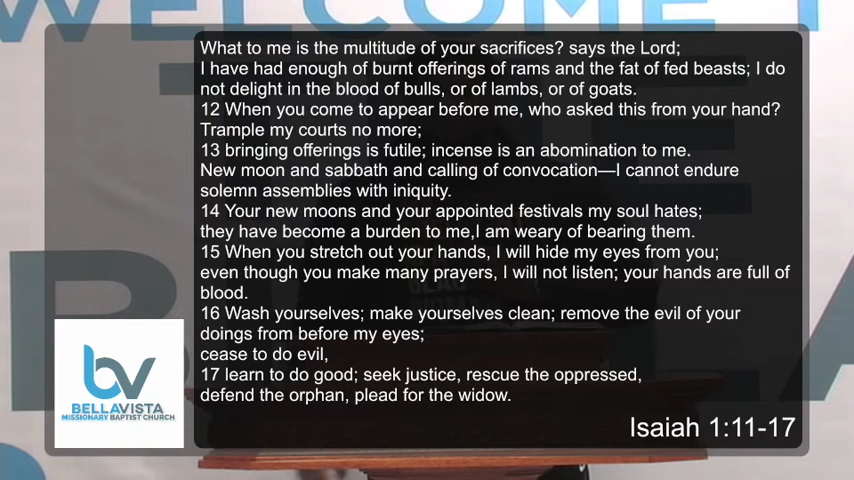 WELCOME T
What to me is the multitude of your sacrifices? says the Lord;
I have had enough of burnt offerings of rams and the fat of fed beasts; I do
not delight in the blood of bulls, or of lambs, or of goats.
12 When you come to appear before me, who asked this from your hand?
Trample my courts no more;
13 bringing offerings is futile; incense is an abomination to me.
New moon and sabbath and calling of convocation—I cannot endure
solemn assemblies with iniquity.
14 Your new moons and your appointed festivals my soul hates;
they have become a burden to me,I am weary of bearing them.
15 When you stretch out your hands, I will hide my eyes from you;
even though you make many prayers, I will not listen; your hands are full of
blood.
16 Wash yourselves; make yourselves clean; remove the evil of your
doings from before my eyes;
cease to do evil,
17 learn to do good; seek justice, rescue the oppressed,
defend the orphan, plead for the widow.
Isaiah 1:11-17
bv
BELLAVISTA
MISSIONARY BAPTIST CHURCH